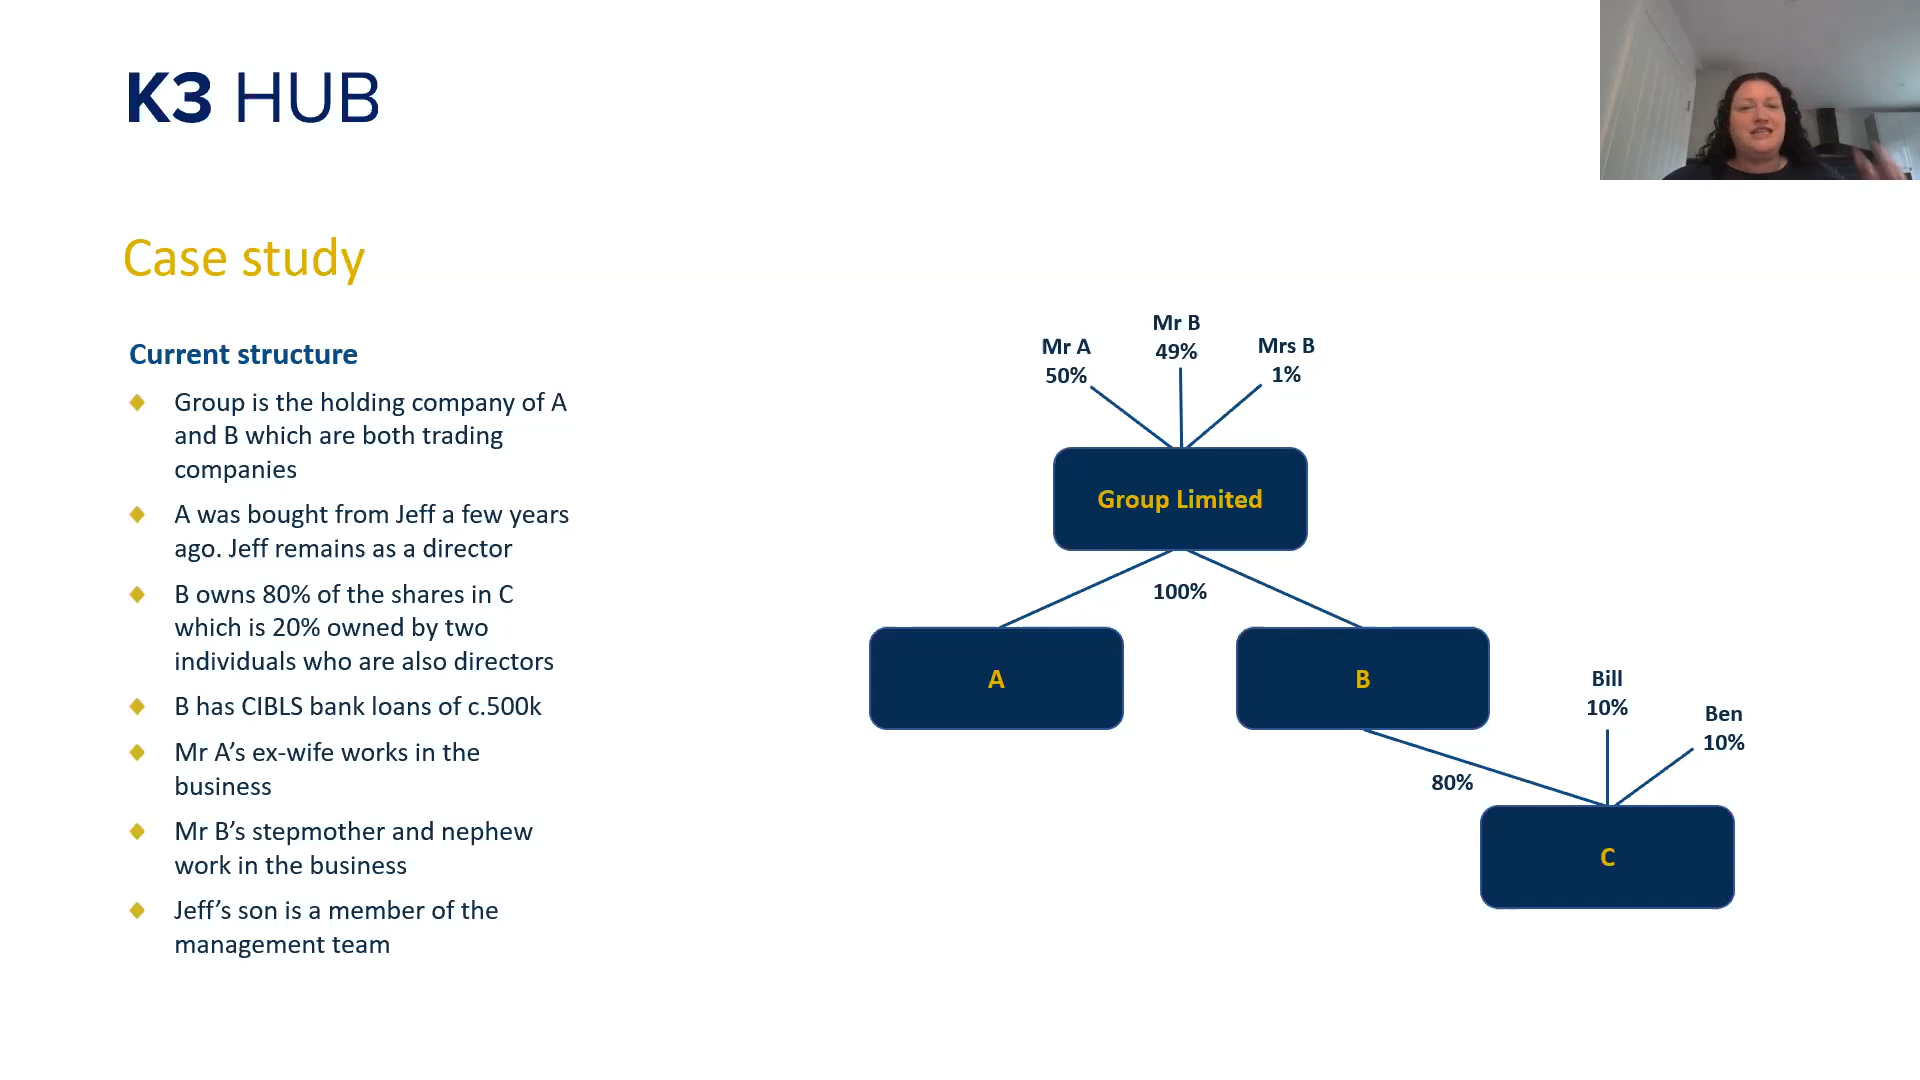 K3 HUB
Case study
Current structure
Group is the holding company of A
and B which are both trading
companies
A was bought from Jeff a few years
ago. Jeff remains as a director
B owns 80% of the shares in C
which is 20% owned by two
individuals who are also directors
B has CIBLS bank loans of c.500k
Mr A’s ex-wife works in the
business
Mr B’s stepmother and nephew
work in the business
Jeff’s son is a member of the
management team
Mr A
50%
Mr B
49%
Mrs B
1%
Group Limited
100%
A
B
80%
Bill
10%
Ben
10%
C